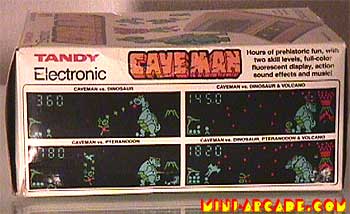 TANDY
Electronic
CAVEMAN
Hours of prehistoric fun, with
two skill levels, full-color
fluorescent display, action
sound effects and music!
CAVEMAN vs. DINOSAUR
360
CAVEMAN vs. DINOSAUR & VOLCANO
1450
CAVEMAN vs. PTERANODON
780
CAVEMAN vs. DINOSAUR, PTERANODON & VOLCANO
1820
MINI-ARCADE.COM